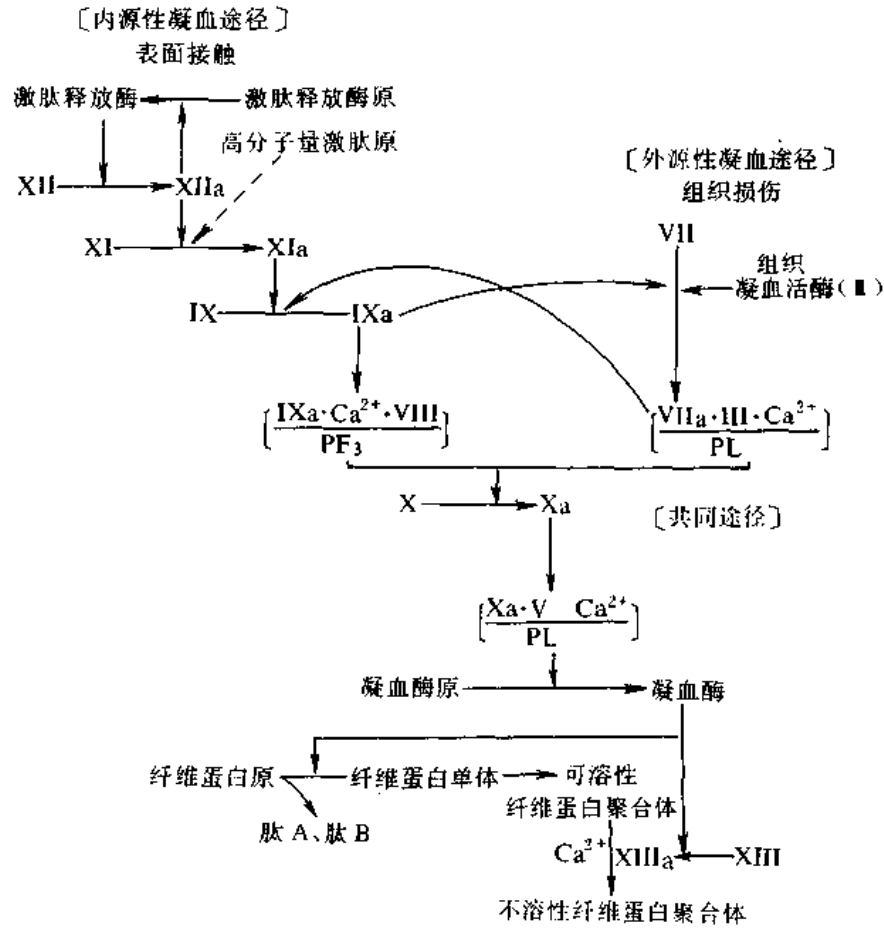 〔内源性凝血途径〕
表面接触
激肽释放酶 激肽释放酶原
高分子量激肽原
〔外源性凝血途径〕
组织损伤
XII XIIa
XI XIa
VII
组织
凝血活酶(Ⅲ)
IX IXa
IXa·Ca²⁺·VIII
PF₃
VIIa·III·Ca²⁺
PL
X Xa
〔共同途径〕
Xa·V Ca²⁺
PL
凝血酶原 凝血酶
纤维蛋白原 纤维蛋白单体 可溶性
纤维蛋白聚合体
肽 A、肽 B
Ca²⁺ XIIIa XIII
不溶性纤维蛋白聚合体